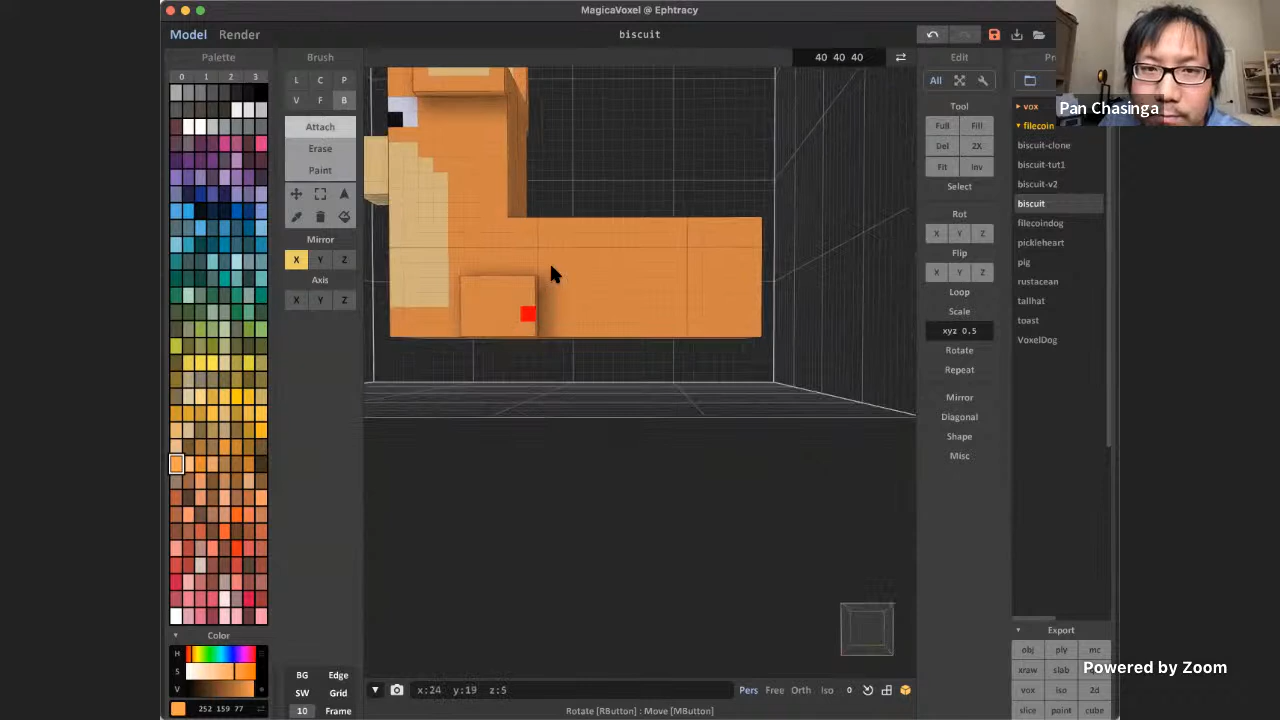 MagicaVoxel @ Ephtracy
Model Render
biscuit
Palette
0 1 2 3
Brush
L C P
V F B
Attach
Erase
Paint
Mirror
X Y Z
Axis
X Y Z
40 40 40
Edit
All
Tool
Full Fill
Del 2X
Fit Inv
Select
Rot
X Y Z
Flip
X Y Z
Loop
Scale
xyz 0.5
Rotate
Repeat
Mirror
Diagonal
Shape
Misc
Pan Chasinga
vox
filecoin
biscuit-clone
biscuit-tut1
biscuit-v2
biscuit
filecoindog
pickleheart
pig
rustacean
tallhat
toast
VoxelDog
Export
obj ply mc
xraw slab
vox iso 2d
slice point cube
Powered by Zoom
Color
H
S
V
252 159 77
BG Edge
SW Grid
10 Frame
x:24 y:19 z:5
Pers Free Orth Iso 0
Rotate [RButton] : Move [MButton]